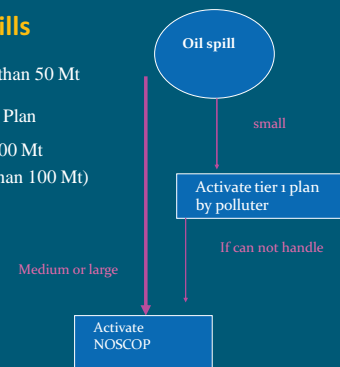 ills
than 50 Mt
Plan
00 Mt
han 100 Mt)
Oil spill
small
Activate tier 1 plan
by polluter
If can not handle
Medium or large
Activate
NOSCOP